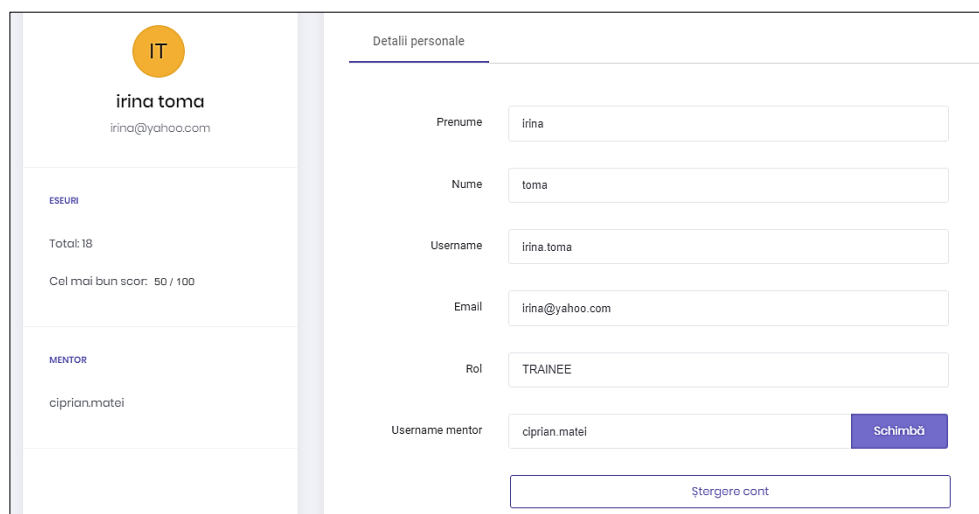 IT
irina toma
irina@yahoo.com
ESEURI
Total: 18
Cel mai bun scor: 50 / 100
MENTOR
ciprian.matei
Detalii personale
Prenume irina
Nume toma
Username irina.toma
Email irina@yahoo.com
Rol TRAINEE
Username mentor ciprian.matei Schimbă
Ștergere cont